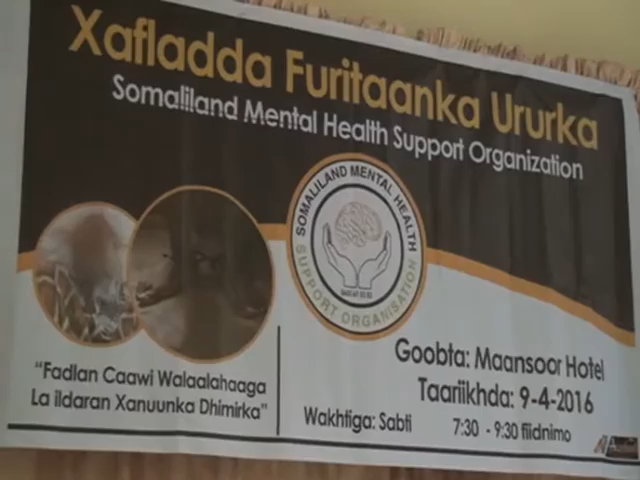 Xafladda Furitaanka Ururka
Somaliland Mental Health Support Organization
SOMALILAND MENTAL HEALTH
SUPPORT ORGANISATION
"Fadlan Caawi Walaalahaaga
La ildaran Xanuunka Dhimirka"
Goobta: Maansoor Hotel
Taariikhda: 9-4-2016
Wakhtiga: Sabti 7:30 - 9:30 fiidnimo